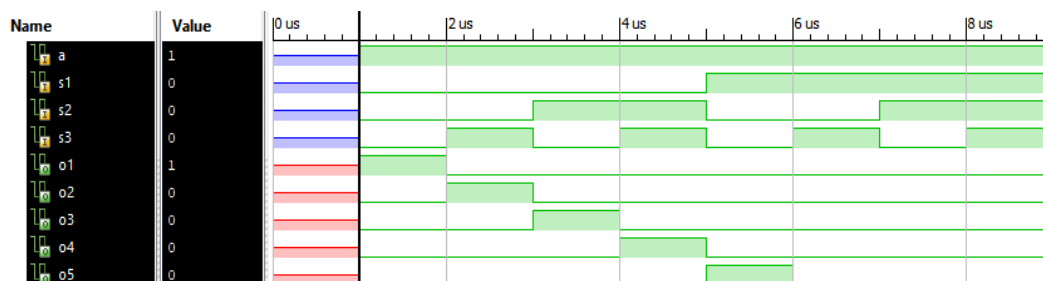 Name Value 0 us 2 us 4 us 6 us 8 us
a 1
s1 0
s2 0
s3 0
o1 1
o2 0
o3 0
o4 0
o5 0